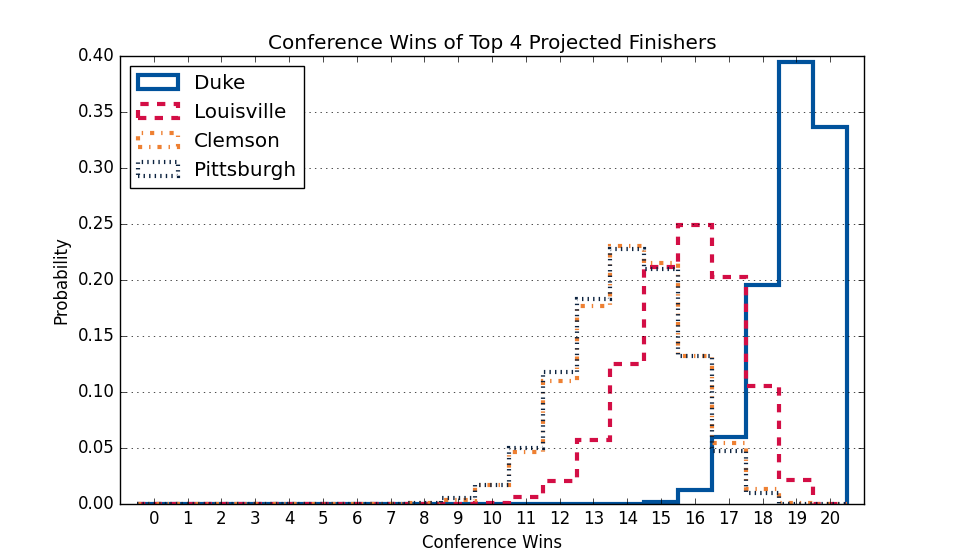 Conference Wins of Top 4 Projected Finishers
0.40
0.35
0.30
0.25
0.20
0.15
0.10
0.05
0.00
Probability
Duke
Louisville
Clemson
Pittsburgh
0 1 2 3 4 5 6 7 8 9 10 11 12 13 14 15 16 17 18 19 20
Conference Wins